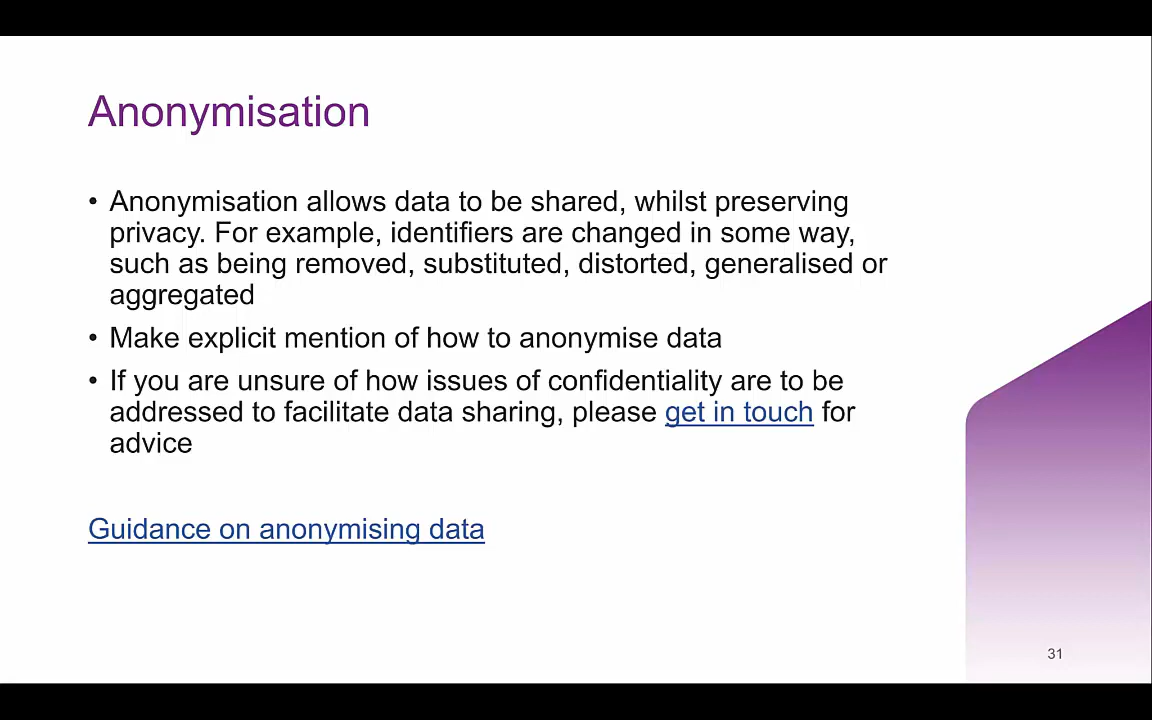 Anonymisation
• Anonymisation allows data to be shared, whilst preserving
privacy. For example, identifiers are changed in some way,
such as being removed, substituted, distorted, generalised or
aggregated
• Make explicit mention of how to anonymise data
• If you are unsure of how issues of confidentiality are to be
addressed to facilitate data sharing, please get in touch for
advice
Guidance on anonymising data
31